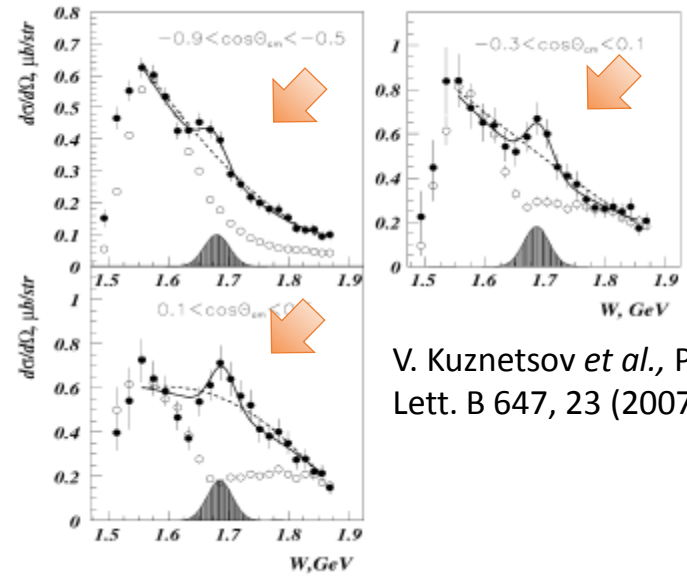 dσ/dΩ, μb/str
0.8
0.7
0.6
0.5
0.4
0.3
0.2
0.1
0
-0.9<cosΘcm<-0.5
1.5 1.6 1.7 1.8 1.9
1
0.8
0.6
0.4
0.2
0
-0.3<cosΘcm<0.1
1.5 1.6 1.7 1.8 1.9
W, GeV
dσ/dΩ, μb/str
1
0.8
0.6
0.4
0.2
0
0.1<cosΘcm<0
1.5 1.6 1.7 1.8 1.9
W,GeV
V. Kuznetsov et al., P
Lett. B 647, 23 (2007